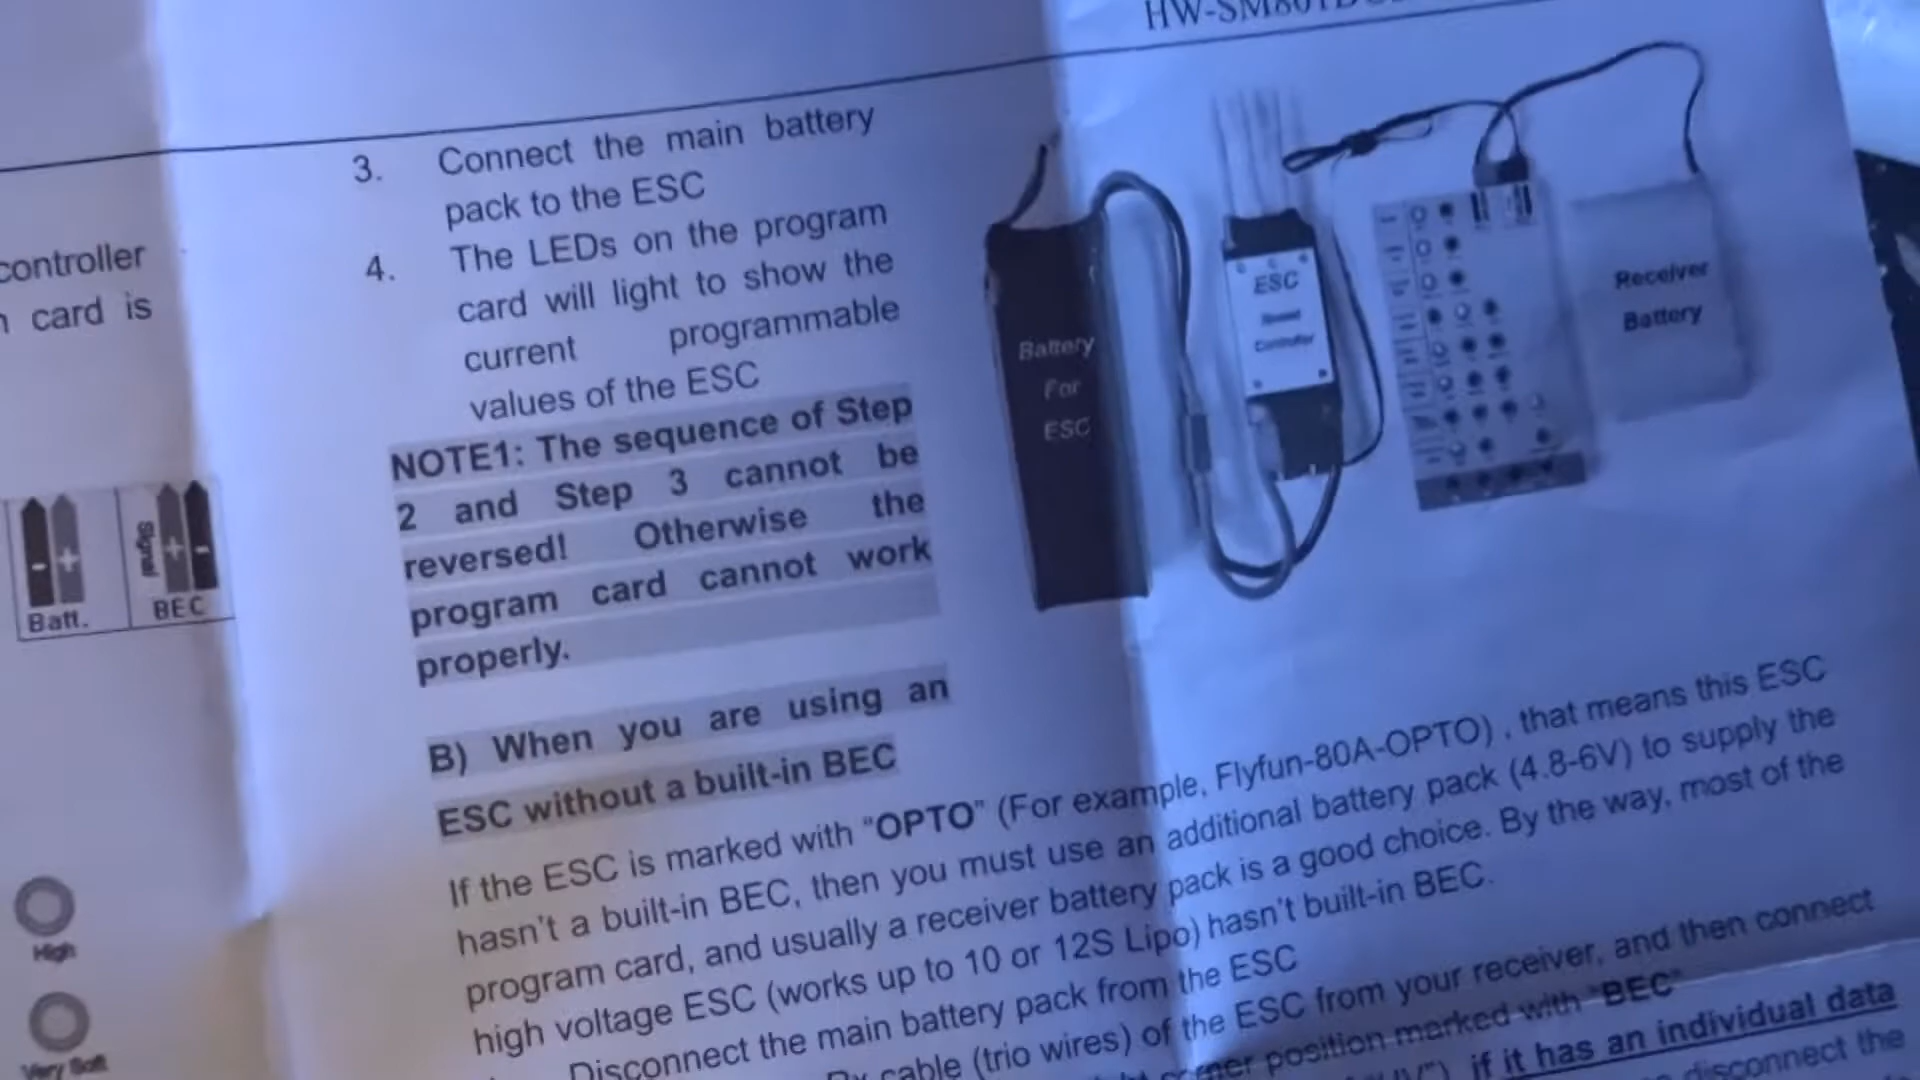 controller
card is
Signal
Batt.
BEC
High
Very Soft
3. Connect the main battery
pack to the ESC
4. The LEDs on the program
card will light to show the
current programmable
values of the ESC
NOTE1: The sequence of Step
2 and Step 3 cannot be
reversed! Otherwise the
program card cannot work
properly.
B) When you are using an
ESC without a built-in BEC
Battery
For
ESC
ESC
Speed
Controller
Receiver
Battery
If the ESC is marked with "OPTO" (For example, Flyfun-80A-OPTO) , that means this ESC
hasn't a built-in BEC, then you must use an additional battery pack (4.8-6V) to supply the
program card, and usually a receiver battery pack is a good choice. By the way, most of the
high voltage ESC (works up to 10 or 12S Lipo) hasn't built-in BEC.
Disconnect the main battery pack from the ESC
cable (trio wires) of the ESC from your receiver, and then connect
position marked with "BEC"
if it has an individual data
disconnect the